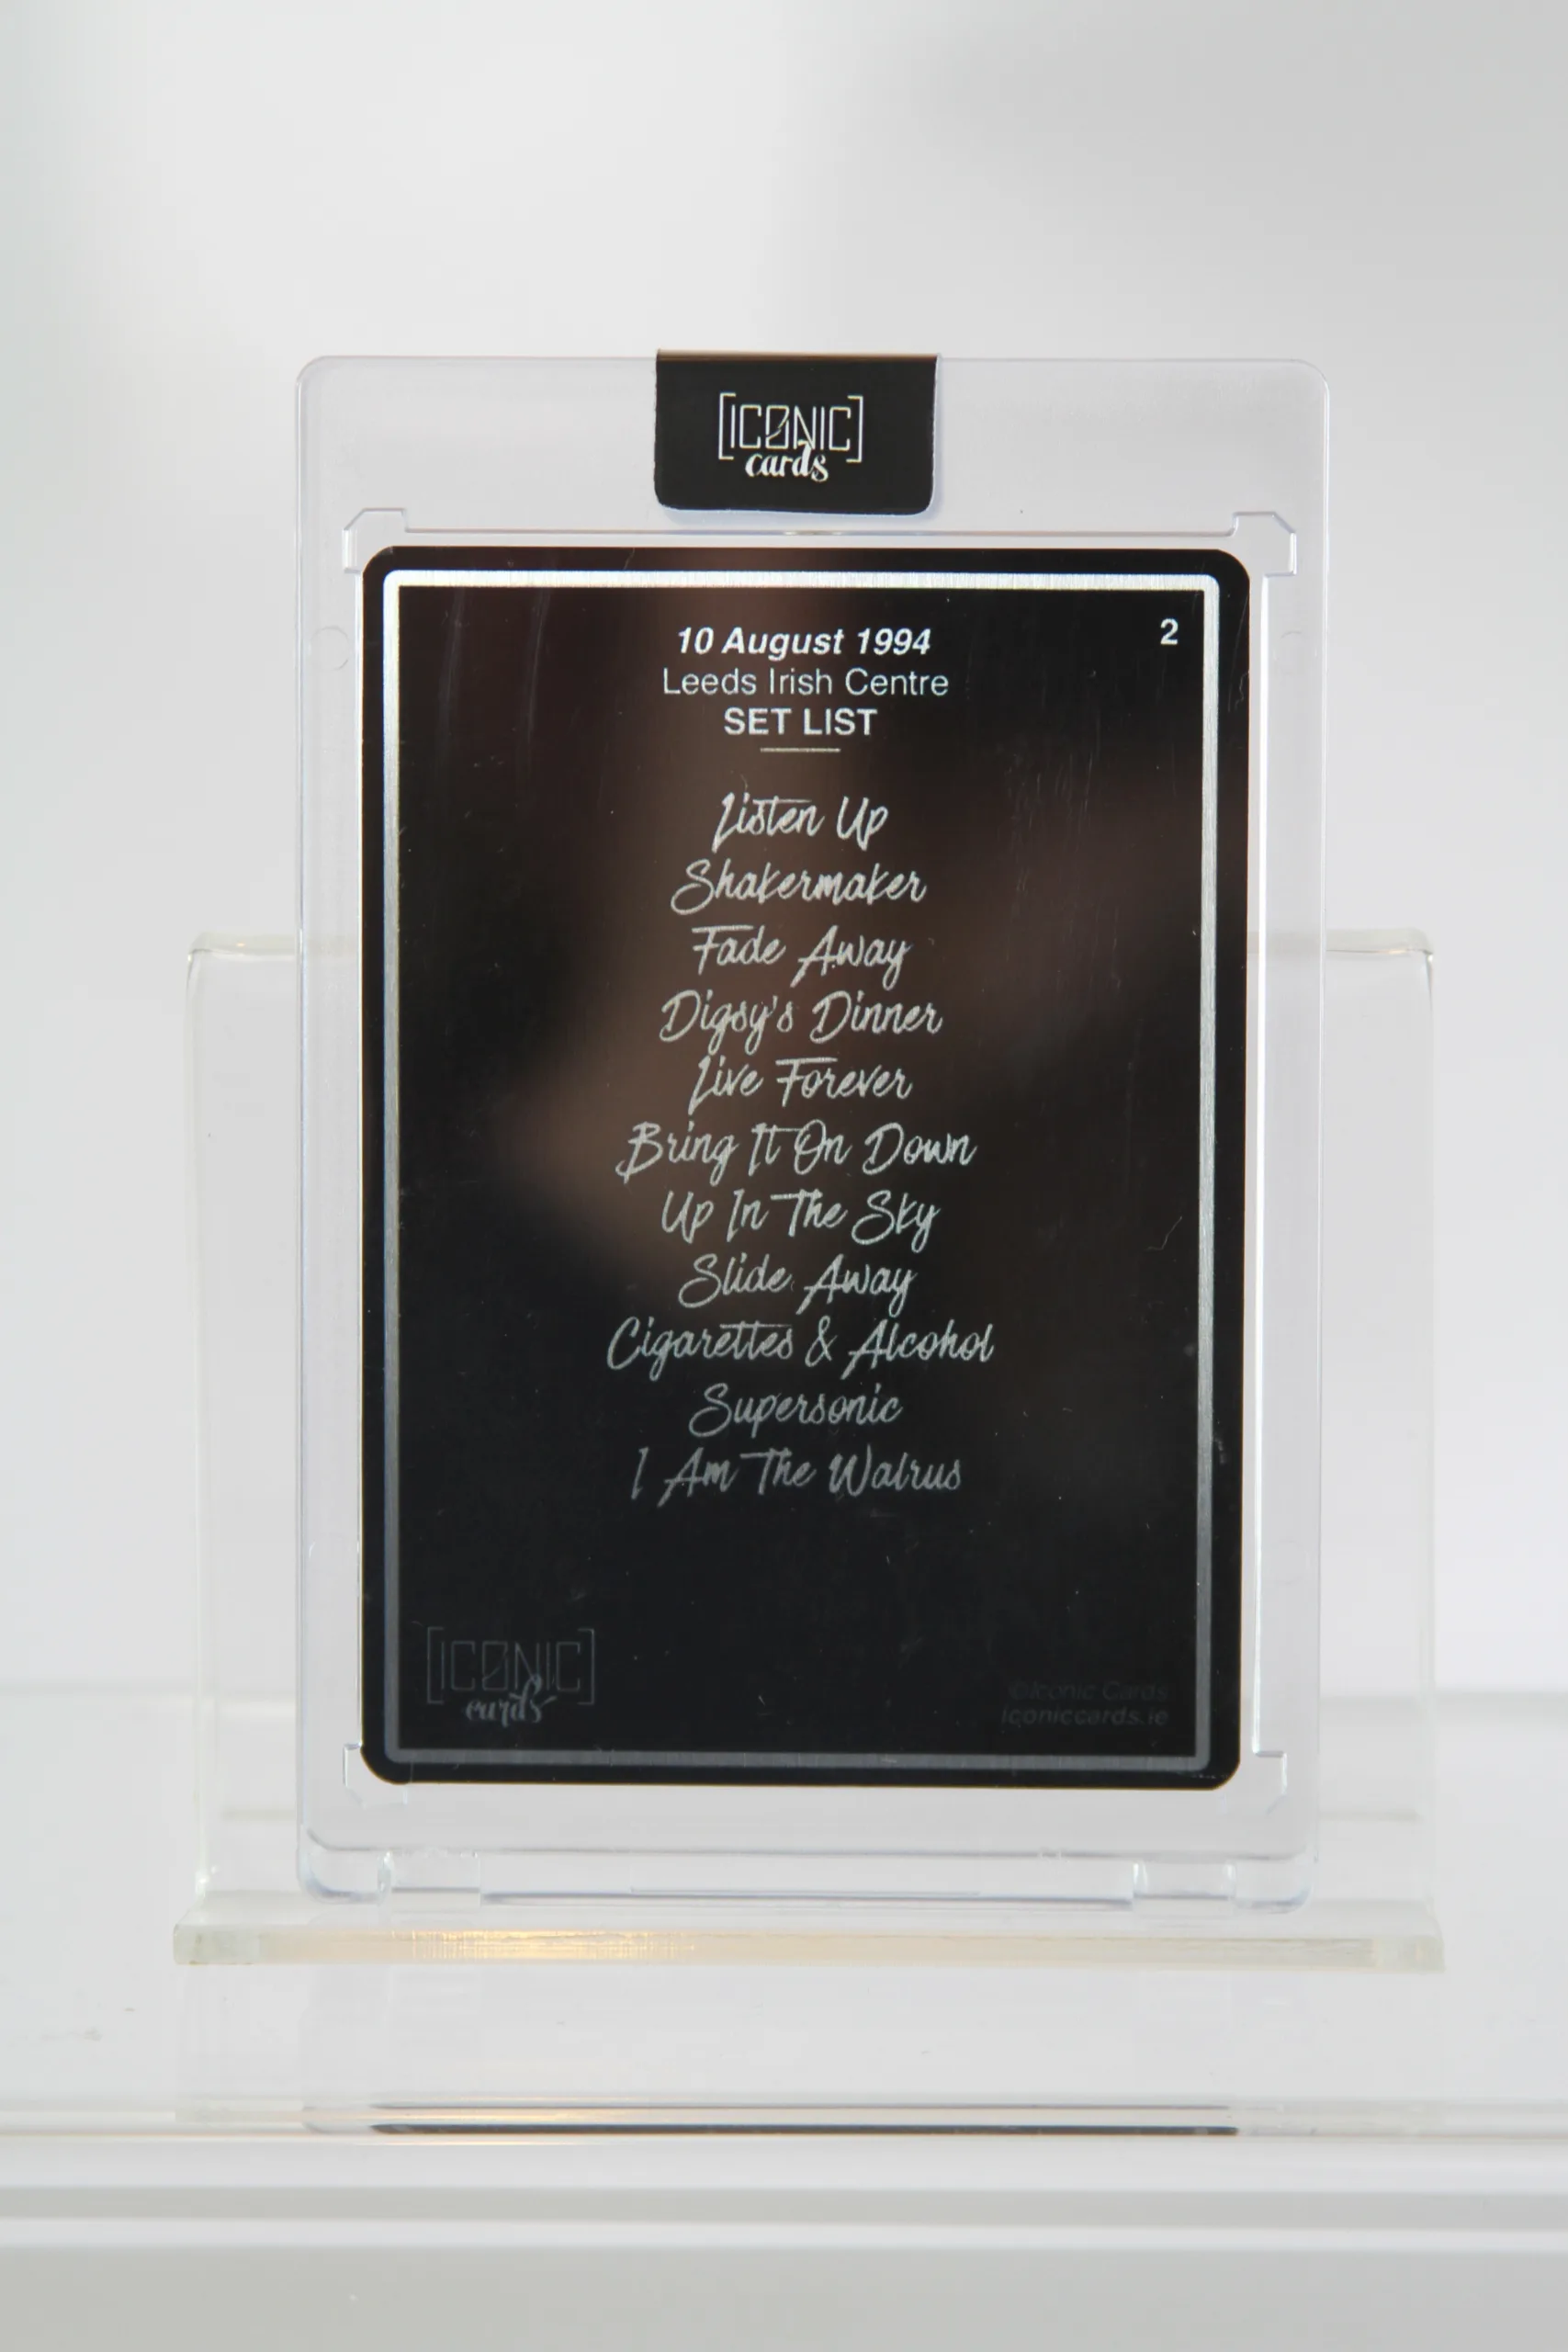 [ICONIC]
cards
10 August 1994
2
Leeds Irish Centre
SET LIST
Listen Up
Shakermaker
Fade Away
Digsy's Dinner
Live Forever
Bring It On Down
Up In The Sky
Slide Away
Cigarettes & Alcohol
Supersonic
I Am The Walrus
[ICONIC]
cards
©Iconic Cards
iconiccards.ie